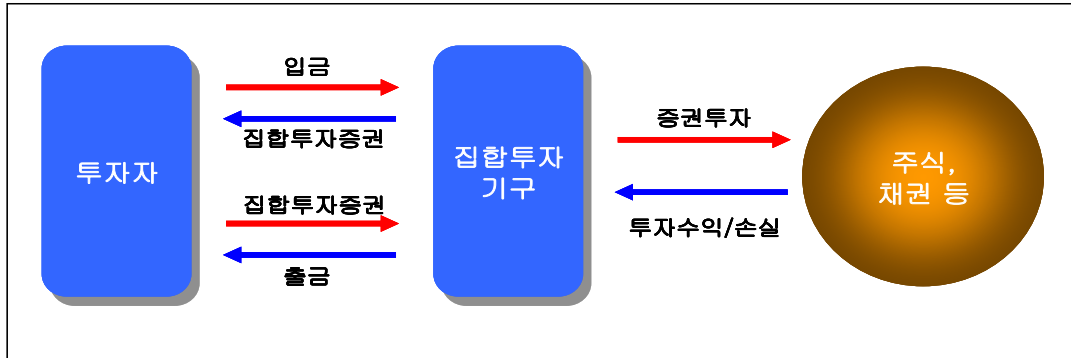 입금
집합투자증권
투자자
집합투자증권
출금
집합투자
기구
증권투자
투자수익/손실
주식,
채권 등